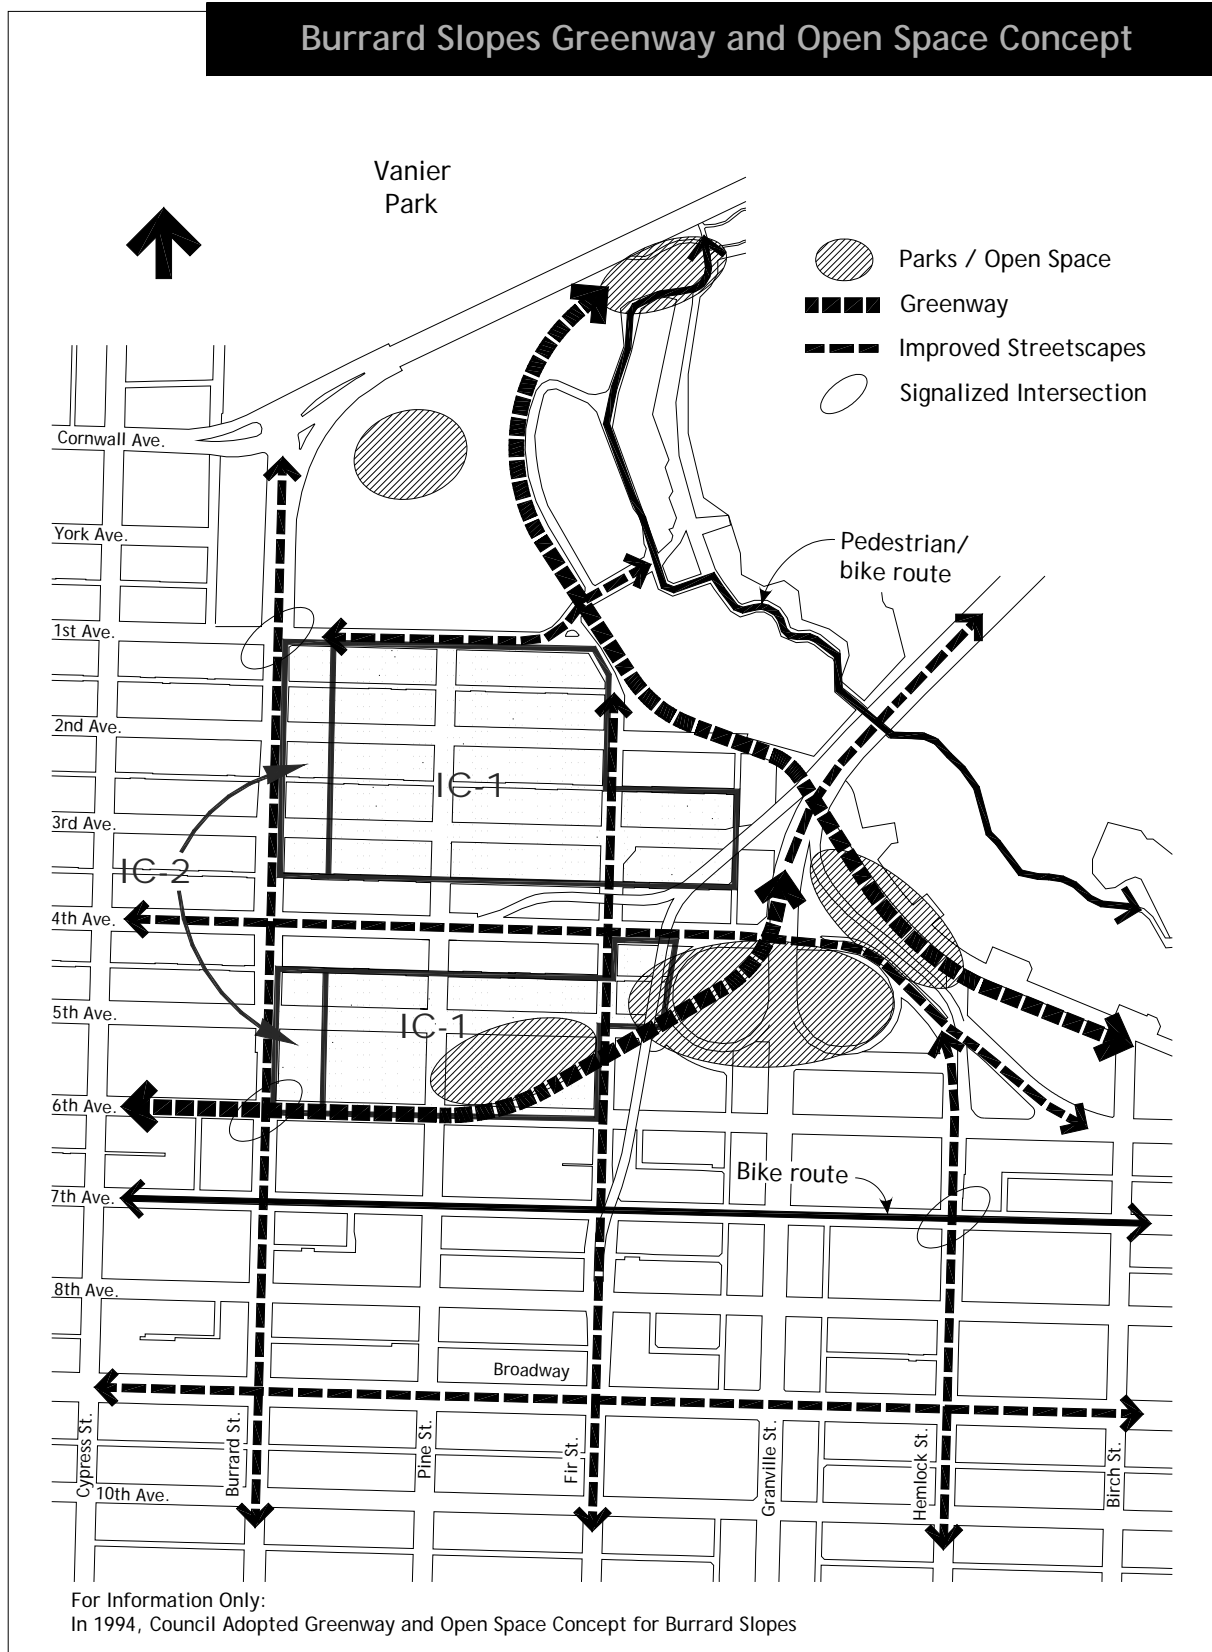 Burrard Slopes Greenway and Open Space Concept
Vanier
Park
Parks / Open Space
Greenway
Improved Streetscapes
Signalized Intersection
Cornwall Ave.
York Ave.
Pedestrian/
bike route
1st Ave.
2nd Ave.
IC-1
3rd Ave.
IC-2
4th Ave.
5th Ave.
IC-1
6th Ave.
Bike route
7th Ave.
8th Ave.
Broadway
Cypress St.
Burrard St.
Pine St.
Fir St.
Granville St.
Hemlock St.
Birch St.
10th Ave.
For Information Only:
In 1994, Council Adopted Greenway and Open Space Concept for Burrard Slopes